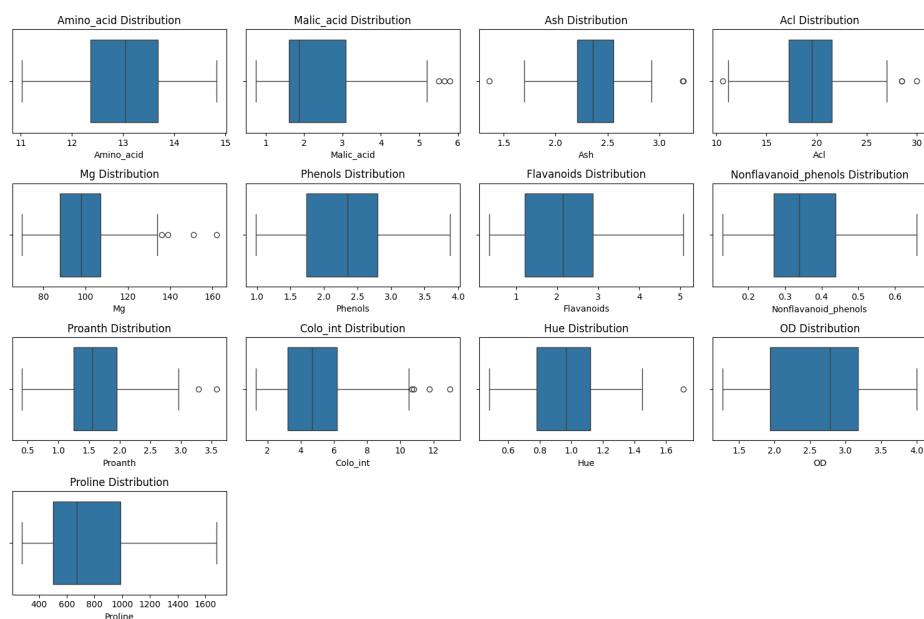 Amino_acid Distribution
11 12 13 14 15
Amino_acid
Malic_acid Distribution
1 2 3 4 5 6
Malic_acid
Ash Distribution
1.5 2.0 2.5 3.0
Ash
Acl Distribution
10 15 20 25 30
Acl
Mg Distribution
80 100 120 140 160
Mg
Phenols Distribution
1.0 1.5 2.0 2.5 3.0 3.5 4.0
Phenols
Flavanoids Distribution
1 2 3 4 5
Flavanoids
Nonflavanoid_phenols Distribution
0.2 0.3 0.4 0.5 0.6
Nonflavanoid_phenols
Proanth Distribution
0.5 1.0 1.5 2.0 2.5 3.0 3.5
Proanth
Colo_int Distribution
2 4 6 8 10 12
Colo_int
Hue Distribution
0.6 0.8 1.0 1.2 1.4 1.6
Hue
OD Distribution
1.5 2.0 2.5 3.0 3.5 4.0
OD
Proline Distribution
400 600 800 1000 1200 1400 1600
Proline